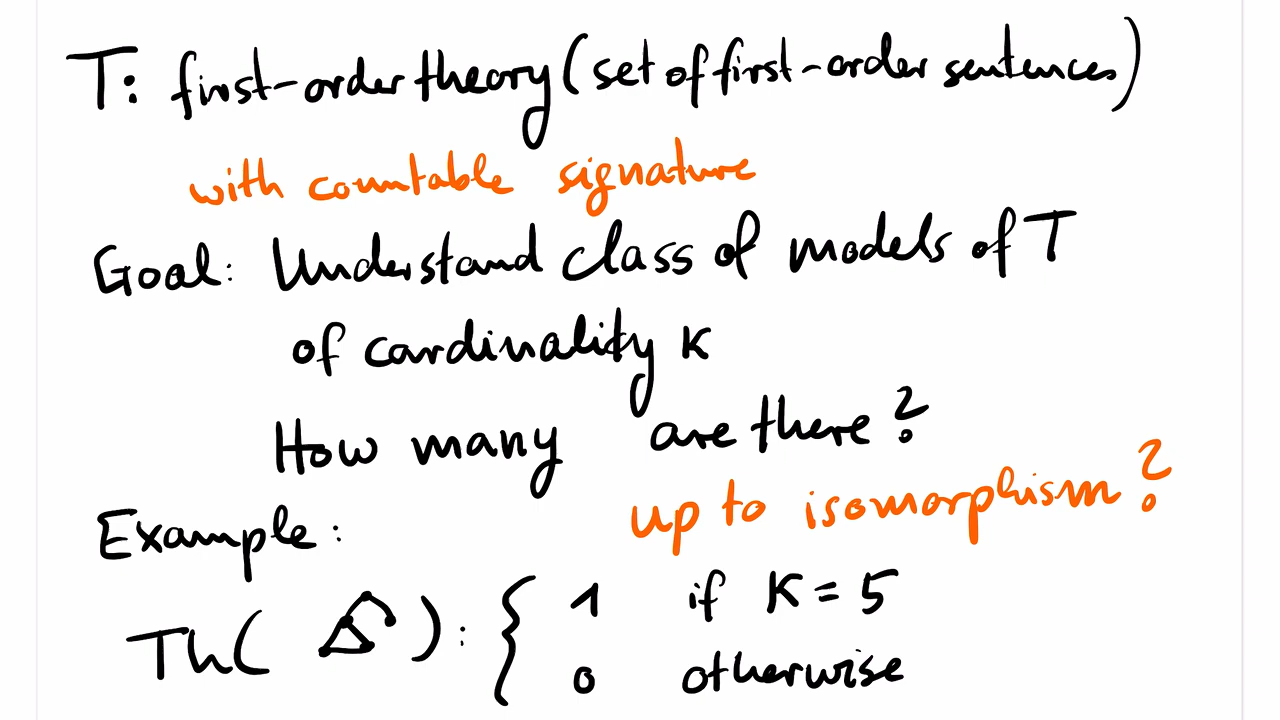 T: first-order theory (set of first-order sentences)
with countable signature
Goal: Understand class of models of T
of cardinality κ
How many are there?
up to isomorphism?
Example:
Th( ): { 1 if κ = 5
0 otherwise